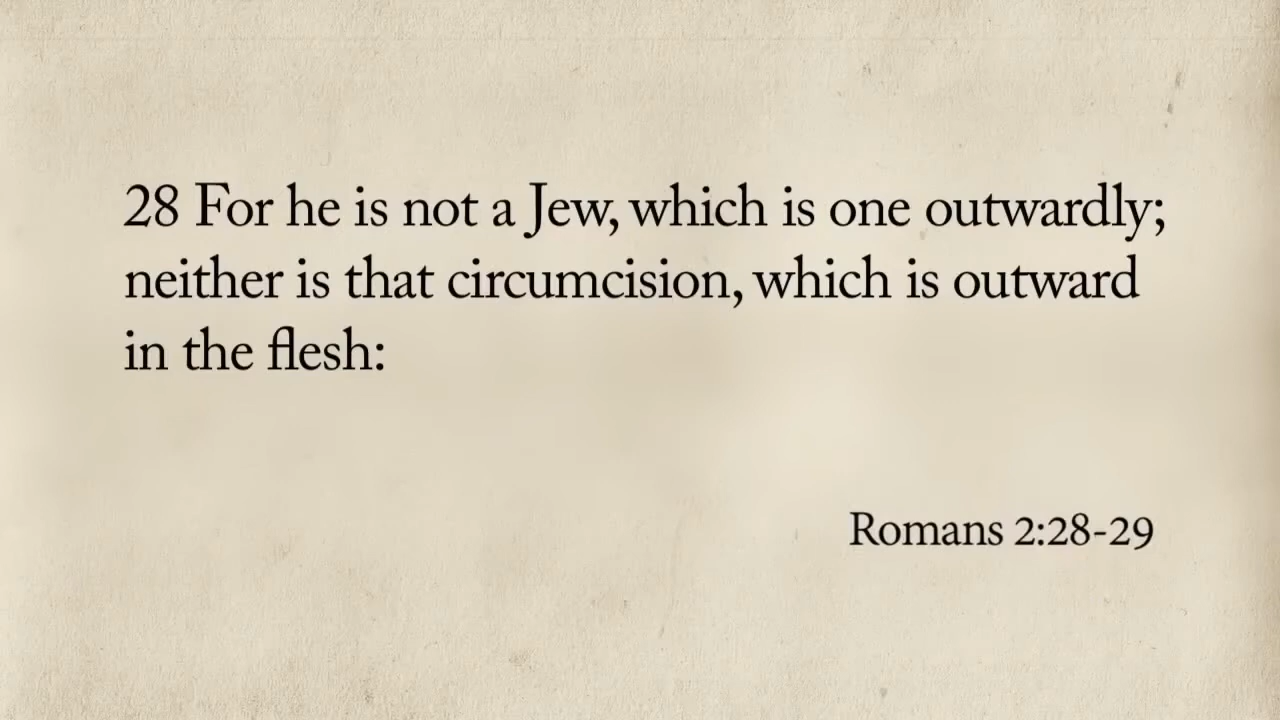 28 For he is not a Jew, which is one outwardly;
neither is that circumcision, which is outward
in the flesh:
Romans 2:28-29